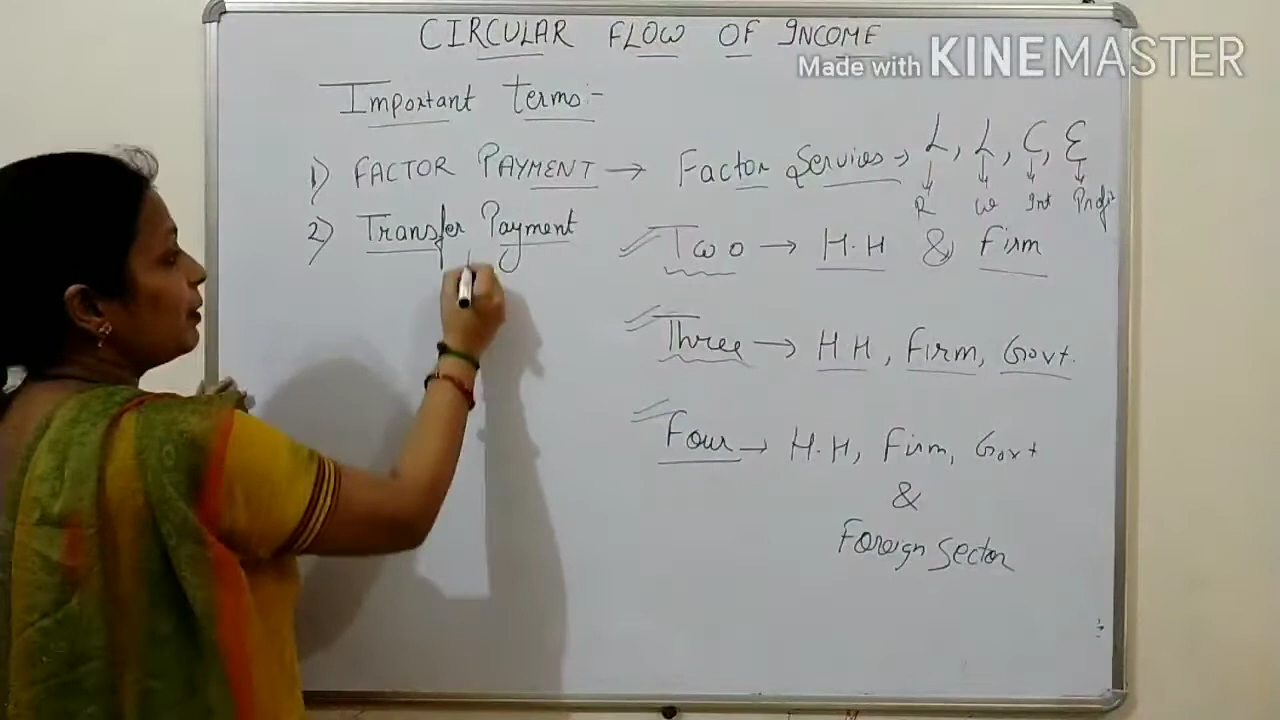 CIRCULAR FLOW OF INCOME
Made with KINEMASTER
Important terms:-
1) FACTOR PAYMENT → Factor Services → L, L, C, E
R W Int Profit
2) Transfer Payment
Two → H.H & Firm
Three → HH, Firm, Govt.
Four → H.H, Firm, Govt
&
Foreign Sector